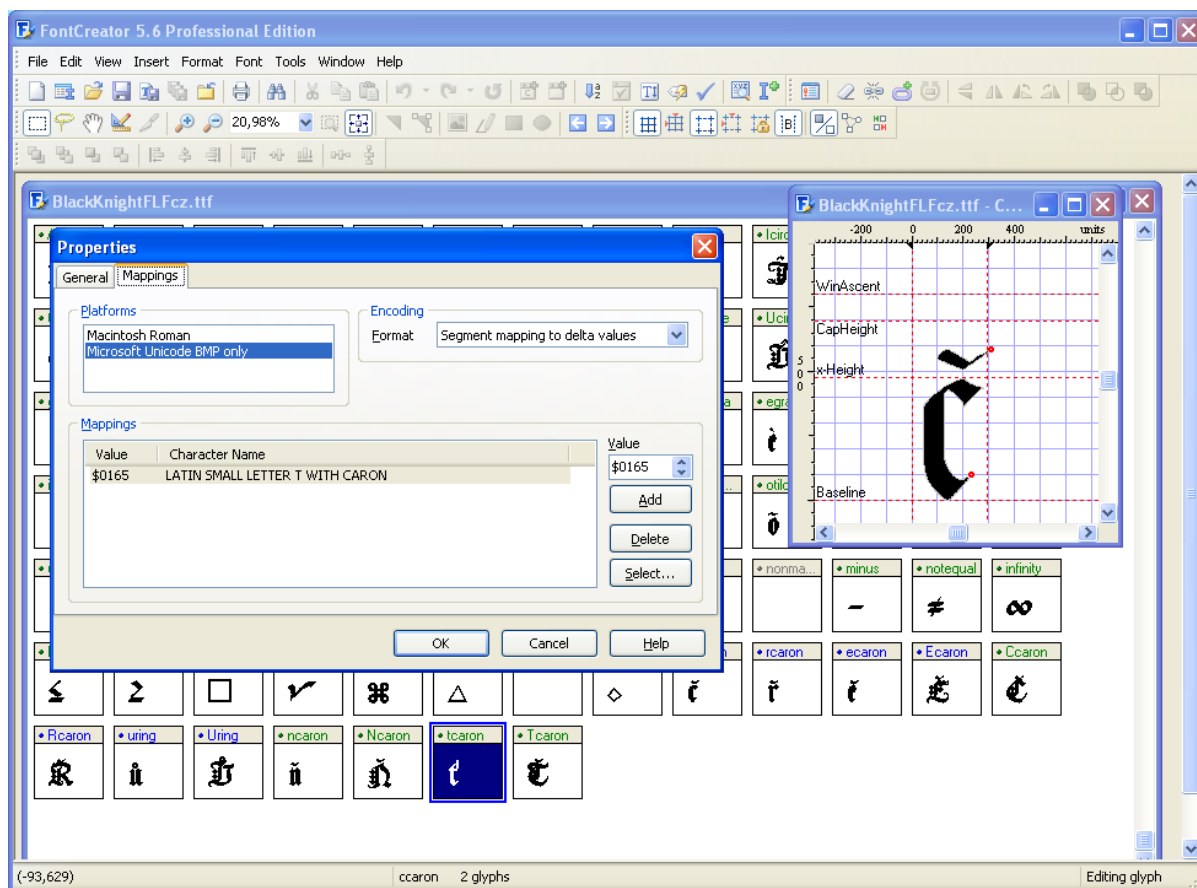 FontCreator 5.6 Professional Edition
File Edit View Insert Format Font Tools Window Help
20,98%
BlackKnightFLFcz.ttf
BlackKnightFLFcz.ttf - C...
-200 0 200 400 units
WinAscent
CapHeight
500
x-Height
Baseline
Properties
General Mappings
Platforms
Macintosh Roman
Microsoft Unicode BMP only
Encoding
Format Segment mapping to delta values
Mappings
Value Character Name
$0165 LATIN SMALL LETTER T WITH CARON
Value
$0165
Add
Delete
Select...
OK Cancel Help
nonma... minus notequal infinity
− ≠ ∞
rcaron ecaron Ecaron Ccaron
≤ Ω □ √ ⌘ △ ◇ č ř ě Ě Č
Rcaron uring Uring ncaron Ncaron tcaron Tcaron
Ř ů Ů ň Ň ť Ť
(-93,629) ccaron 2 glyphs Editing glyph